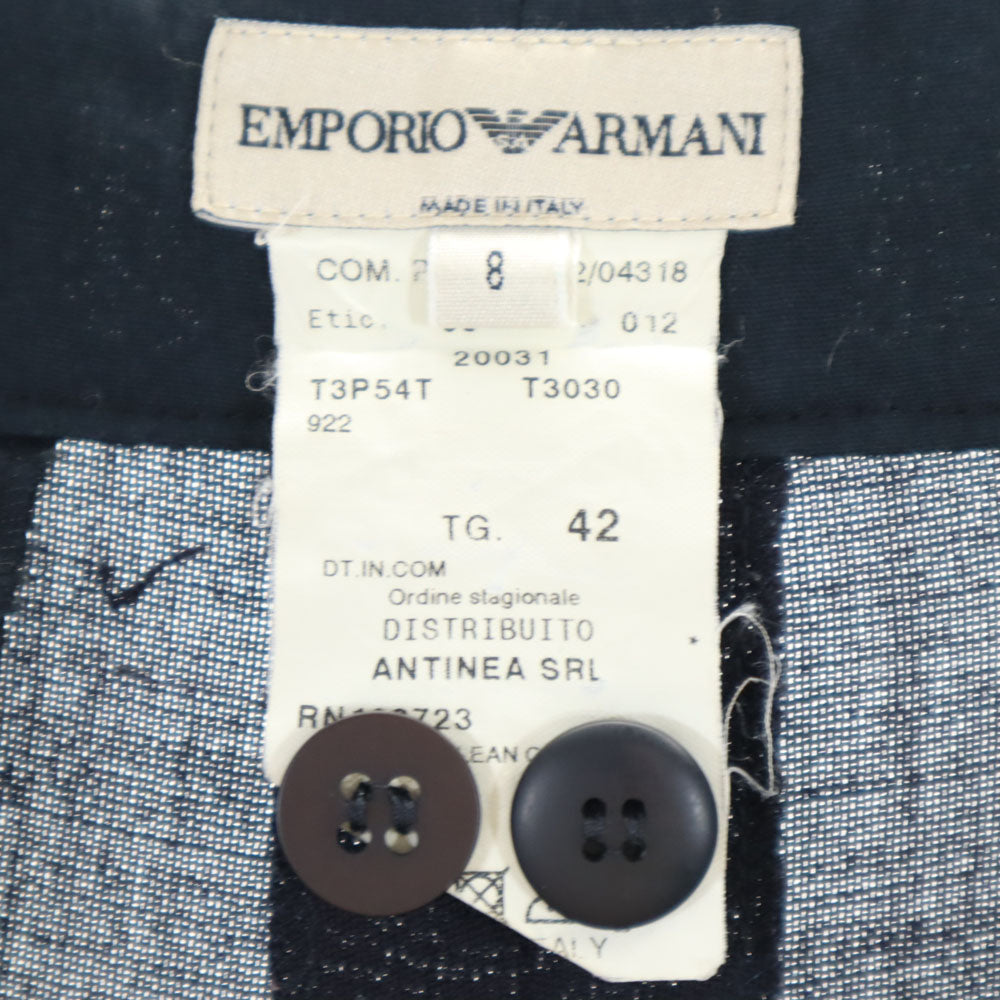 EMPORIO ARMANI
MADE IN ITALY
8
COM. 2/04318
Etic. 012
20031
T3P54T T3030
922
TG. 42
DT.IN.COM
Ordine stagionale
DISTRIBUITO
ANTINEA SRL